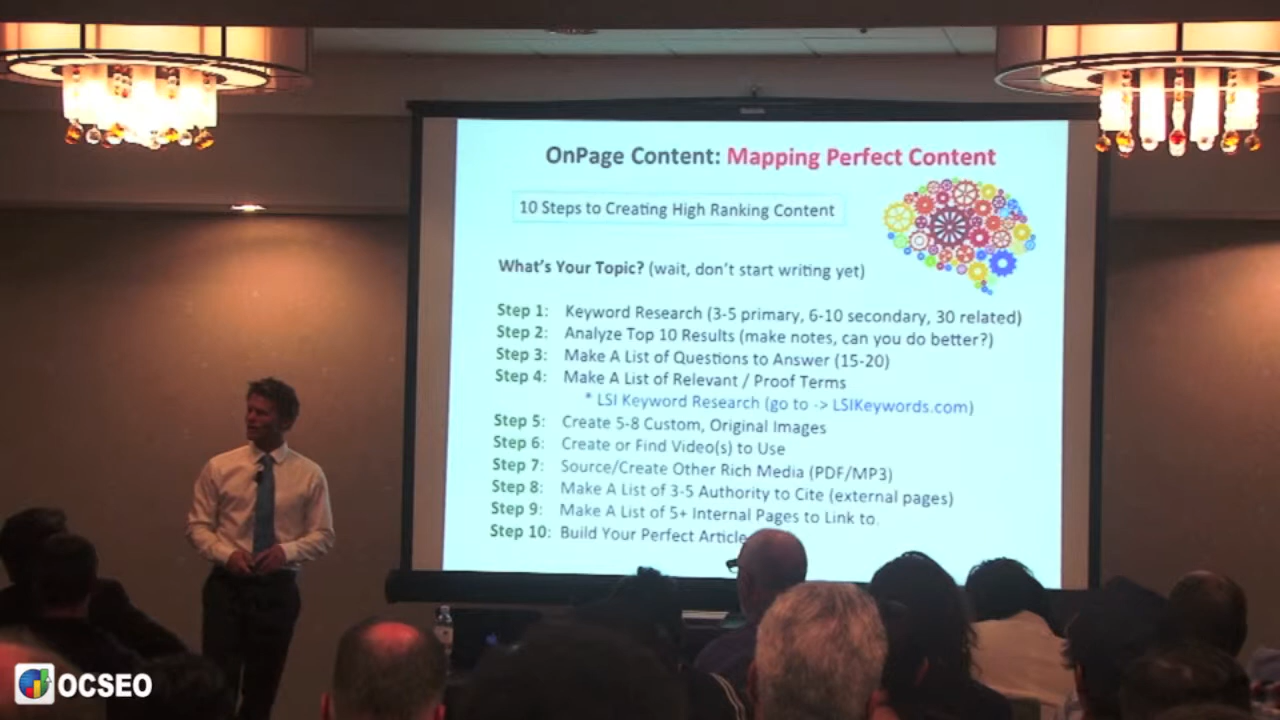 OnPage Content: Mapping Perfect Content
10 Steps to Creating High Ranking Content
What's Your Topic? (wait, don't start writing yet)
Step 1: Keyword Research (3-5 primary, 6-10 secondary, 30 related)
Step 2: Analyze Top 10 Results (make notes, can you do better?)
Step 3: Make A List of Questions to Answer (15-20)
Step 4: Make A List of Relevant / Proof Terms
* LSI Keyword Research (go to -> LSIKeywords.com)
Step 5: Create 5-8 Custom, Original Images
Step 6: Create or Find Video(s) to Use
Step 7: Source/Create Other Rich Media (PDF/MP3)
Step 8: Make A List of 3-5 Authority to Cite (external pages)
Step 9: Make A List of 5+ Internal Pages to Link to.
Step 10: Build Your Perfect Article
OCSEO